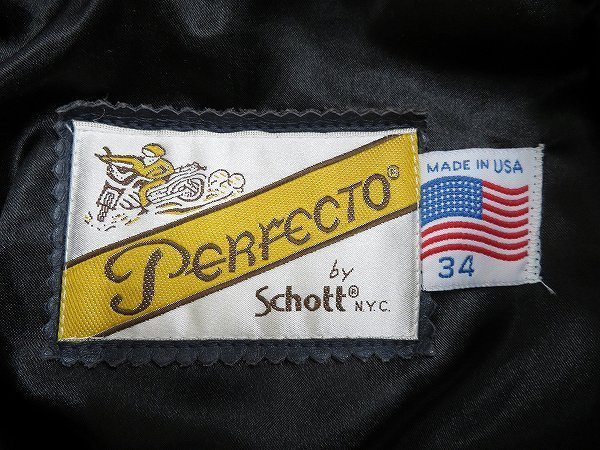 PERFECTO®
by
Schott®N.Y.C.
MADE IN USA
34